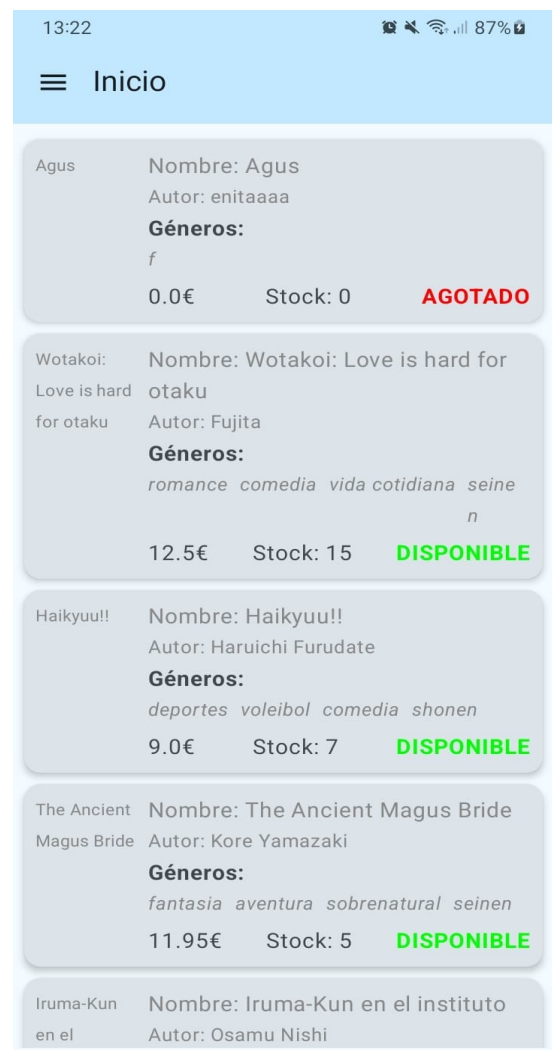 13:22
87%
Inicio
Agus
Nombre: Agus
Autor: enitaaaa
Géneros:
f
0.0€ Stock: 0 AGOTADO
Wotakoi:
Love is hard
for otaku
Nombre: Wotakoi: Love is hard for
otaku
Autor: Fujita
Géneros:
romance comedia vida cotidiana seine
n
12.5€ Stock: 15 DISPONIBLE
Haikyuu!!
Nombre: Haikyuu!!
Autor: Haruichi Furudate
Géneros:
deportes voleibol comedia shonen
9.0€ Stock: 7 DISPONIBLE
The Ancient
Magus Bride
Nombre: The Ancient Magus Bride
Autor: Kore Yamazaki
Géneros:
fantasia aventura sobrenatural seinen
11.95€ Stock: 5 DISPONIBLE
Iruma-Kun
en el
Nombre: Iruma-Kun en el instituto
Autor: Osamu Nishi